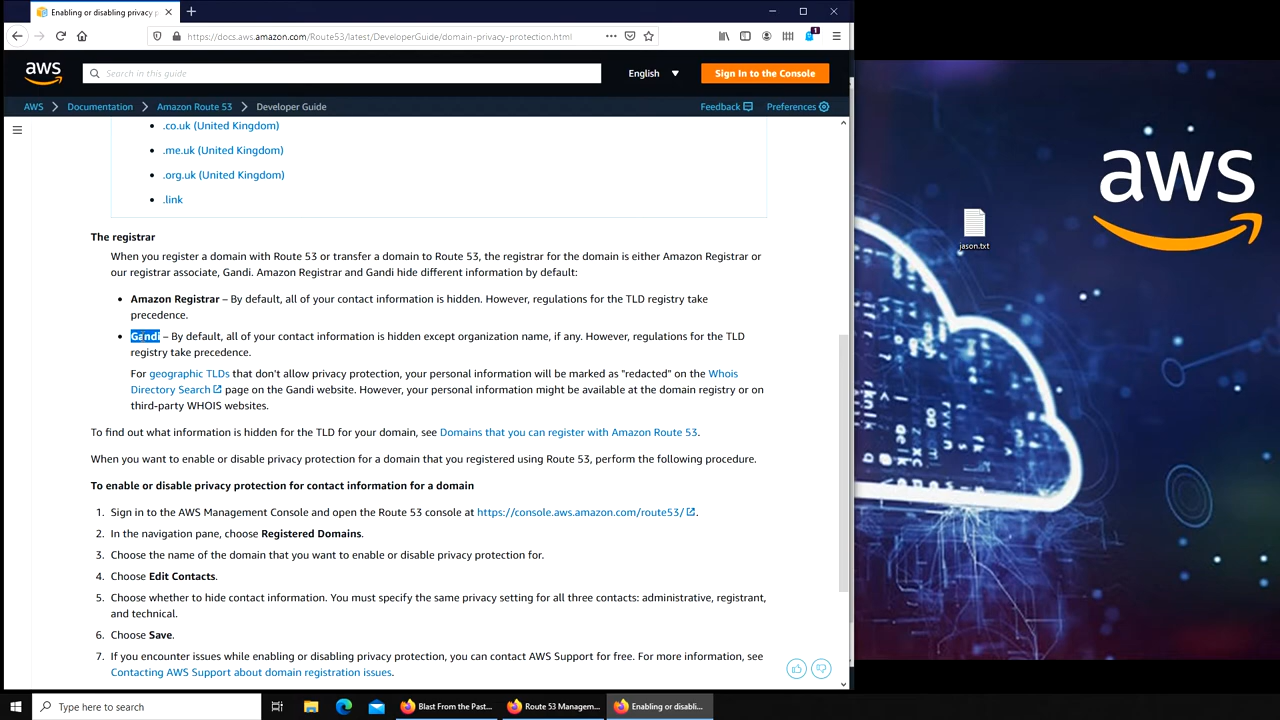 Enabling or disabling privacy p
https://docs.aws.amazon.com/Route53/latest/DeveloperGuide/domain-privacy-protection.html
1
aws
Search in this guide
English
Sign In to the Console
AWS > Documentation > Amazon Route 53 > Developer Guide
Feedback
Preferences
• .co.uk (United Kingdom)
• .me.uk (United Kingdom)
• .org.uk (United Kingdom)
• .link
The registrar
When you register a domain with Route 53 or transfer a domain to Route 53, the registrar for the domain is either Amazon Registrar or
our registrar associate, Gandi. Amazon Registrar and Gandi hide different information by default:
• Amazon Registrar – By default, all of your contact information is hidden. However, regulations for the TLD registry take
precedence.
• Gandi – By default, all of your contact information is hidden except organization name, if any. However, regulations for the TLD
registry take precedence.
For geographic TLDs that don't allow privacy protection, your personal information will be marked as "redacted" on the Whois
Directory Search page on the Gandi website. However, your personal information might be available at the domain registry or on
third-party WHOIS websites.
To find out what information is hidden for the TLD for your domain, see Domains that you can register with Amazon Route 53.
When you want to enable or disable privacy protection for a domain that you registered using Route 53, perform the following procedure.
To enable or disable privacy protection for contact information for a domain
1. Sign in to the AWS Management Console and open the Route 53 console at https://console.aws.amazon.com/route53/.
2. In the navigation pane, choose Registered Domains.
3. Choose the name of the domain that you want to enable or disable privacy protection for.
4. Choose Edit Contacts.
5. Choose whether to hide contact information. You must specify the same privacy setting for all three contacts: administrative, registrant,
and technical.
6. Choose Save.
7. If you encounter issues while enabling or disabling privacy protection, you can contact AWS Support for free. For more information, see
Contacting AWS Support about domain registration issues.
aws
jason.txt
Type here to search
Blast From the Past...
Route 53 Managem...
Enabling or disabli...